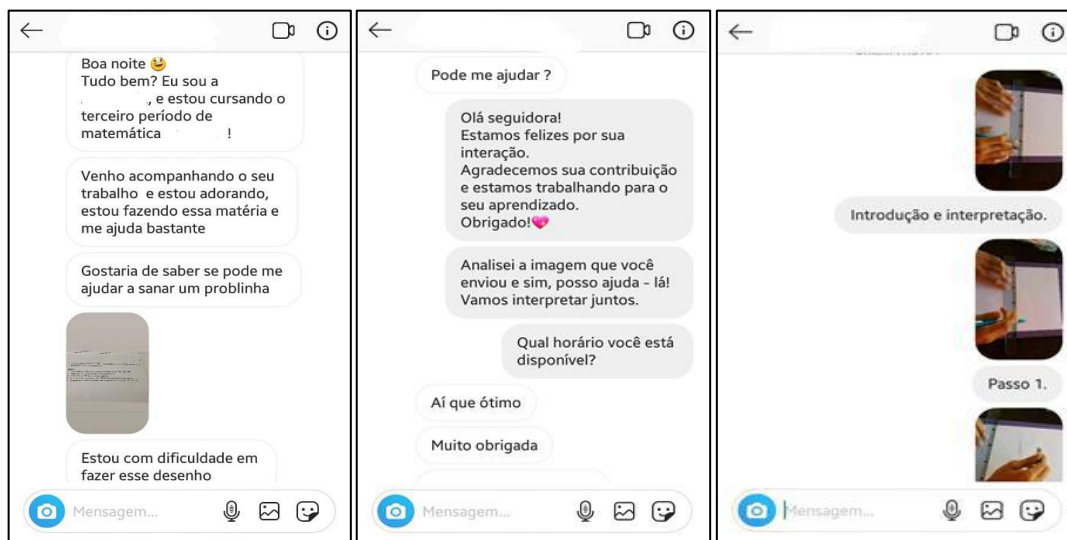 Boa noite
Tudo bem? Eu sou a
, e estou cursando o
terceiro período de
matemática !
Venho acompanhando o seu
trabalho e estou adorando,
estou fazendo essa matéria e
me ajuda bastante
Gostaria de saber se pode me
ajudar a sanar um problinha
Estou com dificuldade em
fazer esse desenho
Mensagem...
Pode me ajudar ?
Olá seguidora!
Estamos felizes por sua
interação.
Agradecemos sua contribuição
e estamos trabalhando para o
seu aprendizado.
Obrigado!💖
Analisei a imagem que você
enviou e sim, posso ajuda - lá!
Vamos interpretar juntos.
Qual horário você está
disponível?
Aí que ótimo
Muito obrigada
Mensagem...
Introdução e interpretação.
Passo 1.
Mensagem...